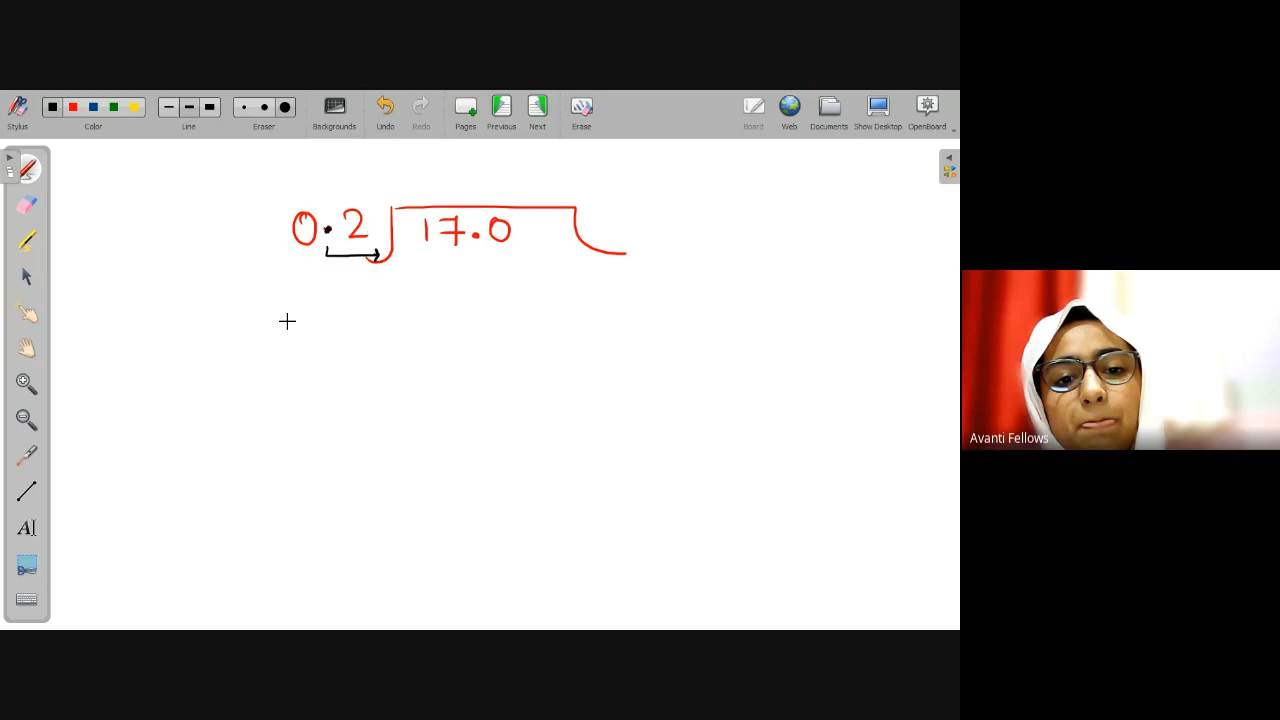 Stylus Color Line Eraser Backgrounds Undo Redo Pages Previous Next Erase Board Web Documents Show Desktop OpenBoard
0.2 17.0
A
Avanti Fellows